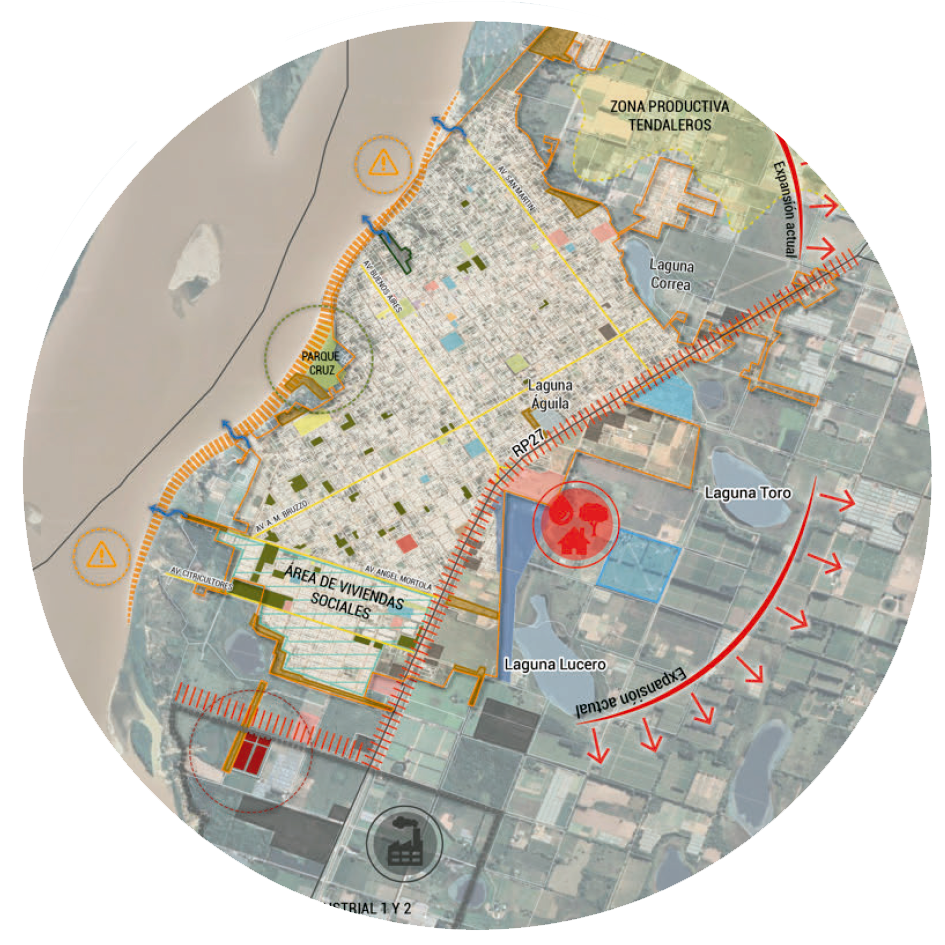 ZONA PRODUCTIVA
TENDALEROS
AV. SAN MARTIN
Expansión actual
Laguna
Correa
AV. BUENOS AIRES
PARQUE
CRUZ
Laguna
Águila
RP27
Laguna Toro
AV. A. M. BRUZZO
AV. ANGEL MORTOLA
AV. CITRICULTORES
ÁREA DE VIVIENDAS
SOCIALES
Laguna Lucero
Expansión actual
USTRIAL 1 Y 2